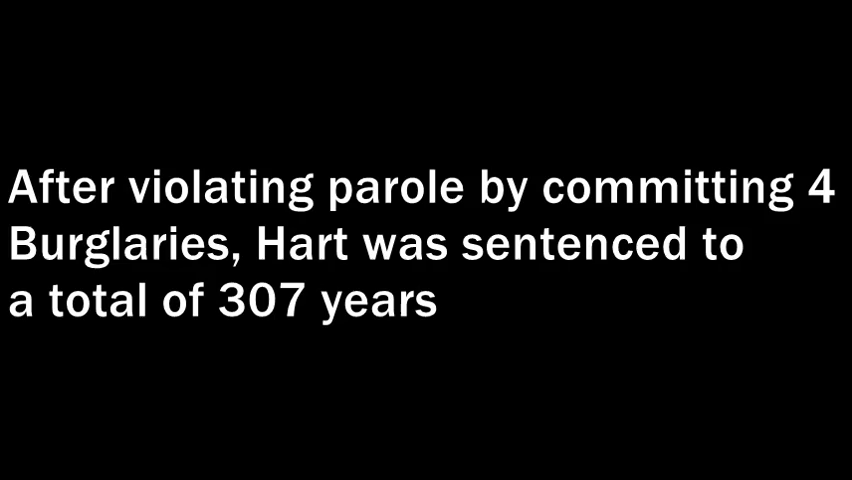 After violating parole by committing 4
Burglaries, Hart was sentenced to
a total of 307 years